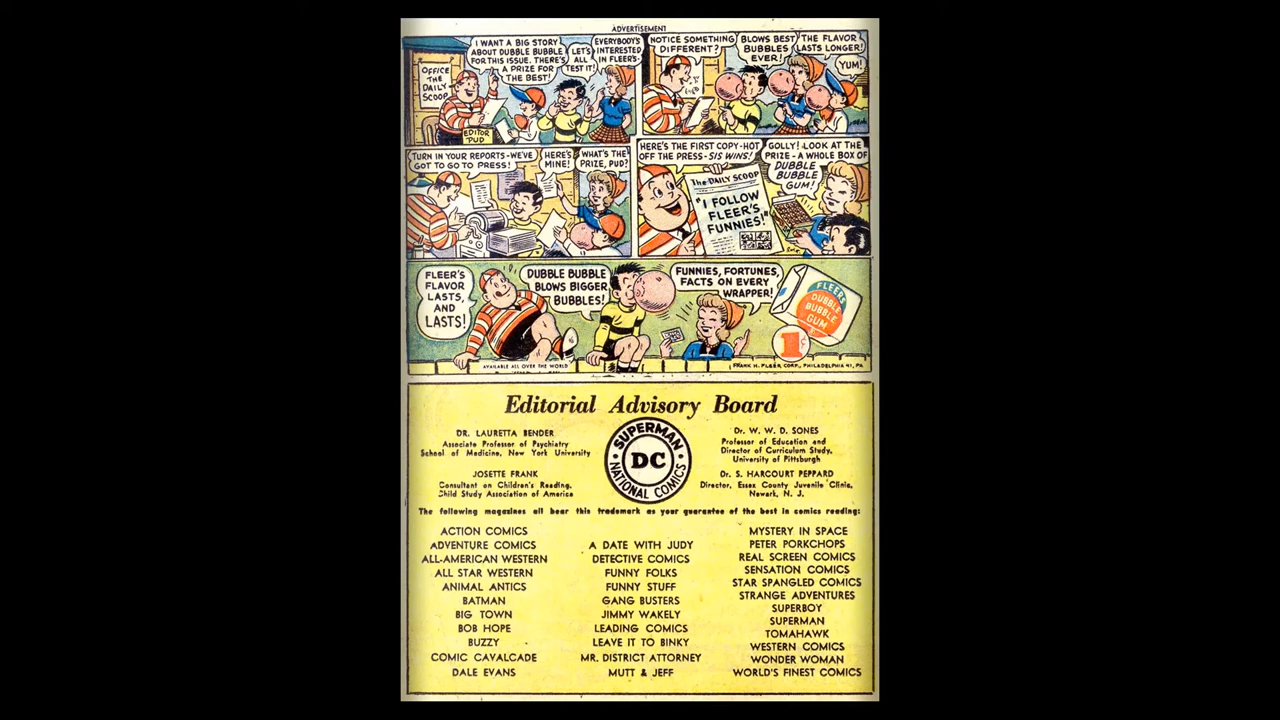 ADVERTISEMENT
I WANT A BIG STORY
ABOUT DUBBLE BUBBLE
FOR THIS ISSUE. THERE'S
A PRIZE FOR
THE BEST!
LET'S
ALL
TEST IT!
EVERYBODY'S
INTERESTED
IN FLEER'S.
OFFICE
THE
DAILY
SCOOP
EDITOR
PUD
NOTICE SOMETHING
DIFFERENT?
BLOWS BEST
BUBBLES
EVER!
THE FLAVOR
LASTS LONGER!
YUM!
TURN IN YOUR REPORTS-WE'VE
GOT TO GO TO PRESS!
HERE'S
MINE!
WHAT'S THE
PRIZE, PUD?
HERE'S THE FIRST COPY-HOT
OFF THE PRESS-SIS WINS!
The DAILY SCOOP
"I FOLLOW
FLEER'S
FUNNIES!"
GOLLY! LOOK AT THE
PRIZE-A WHOLE BOX OF
DUBBLE
BUBBLE
GUM!
FLEER'S
FLAVOR
LASTS,
AND
LASTS!
DUBBLE BUBBLE
BLOWS BIGGER
BUBBLES!
FUNNIES, FORTUNES,
FACTS ON EVERY
WRAPPER!
FLEERS
DUBBLE
BUBBLE
GUM
1¢
AVAILABLE ALL OVER THE WORLD
FRANK H. FLEER CORP., PHILADELPHIA 41, PA
Editorial Advisory Board
DR. LAURETTA BENDER
Associate Professor of Psychiatry
School of Medicine, New York University
JOSETTE FRANK
Consultant on Children's Reading,
Child Study Association of America
SUPERMAN
DC
NATIONAL COMICS
Dr. W. W. D. SONES
Professor of Education and
Director of Curriculum Study,
University of Pittsburgh
Dr. S. HARCOURT PEPPARD
Director, Essex County Juvenile Clinic,
Newark, N. J.
The following magazines all bear this trademark as your guarantee of the best in comics reading:
ACTION COMICS
ADVENTURE COMICS
ALL-AMERICAN WESTERN
ALL STAR WESTERN
ANIMAL ANTICS
BATMAN
BIG TOWN
BOB HOPE
BUZZY
COMIC CAVALCADE
DALE EVANS
A DATE WITH JUDY
DETECTIVE COMICS
FUNNY FOLKS
FUNNY STUFF
GANG BUSTERS
JIMMY WAKELY
LEADING COMICS
LEAVE IT TO BINKY
MR. DISTRICT ATTORNEY
MUTT & JEFF
MYSTERY IN SPACE
PETER PORKCHOPS
REAL SCREEN COMICS
SENSATION COMICS
STAR SPANGLED COMICS
STRANGE ADVENTURES
SUPERBOY
SUPERMAN
TOMAHAWK
WESTERN COMICS
WONDER WOMAN
WORLD'S FINEST COMICS